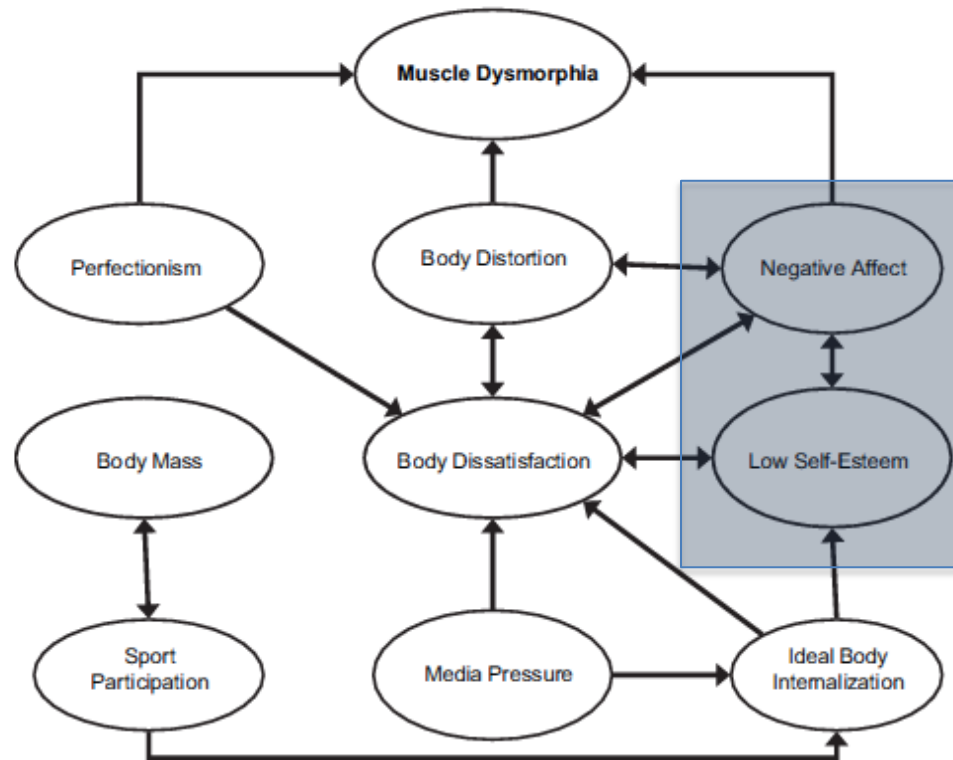 Muscle Dysmorphia
Perfectionism
Body Distortion
Negative Affect
Body Mass
Body Dissatisfaction
Low Self-Esteem
Sport
Participation
Media Pressure
Ideal Body
Internalization